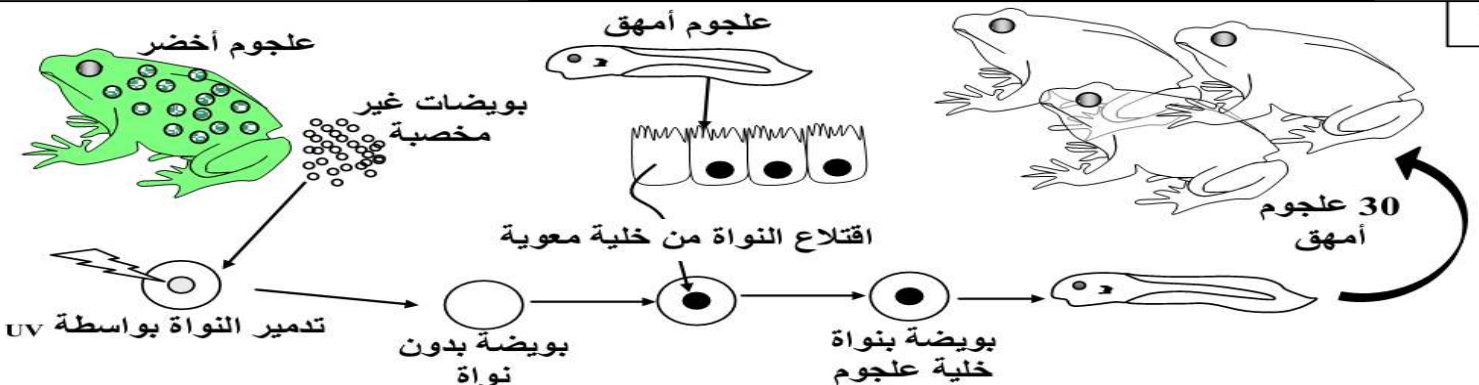 علجوم أخضر
علجوم أمهق
بويضات غير
مخصبة
اقتلاع النواة من خلية معوية
30 علجوم
أمهق
تدمير النواة بواسطة UV
بويضة بدون
نواة
بويضة بنواة
خلية علجوم